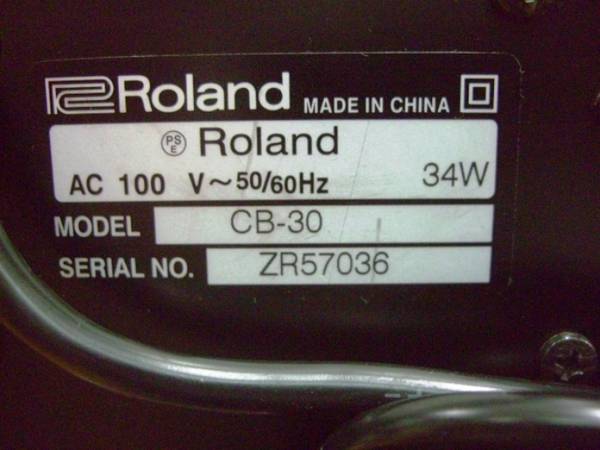 Roland MADE IN CHINA
PS E Roland
AC 100 V~50/60Hz 34W
MODEL CB-30
SERIAL NO. ZR57036